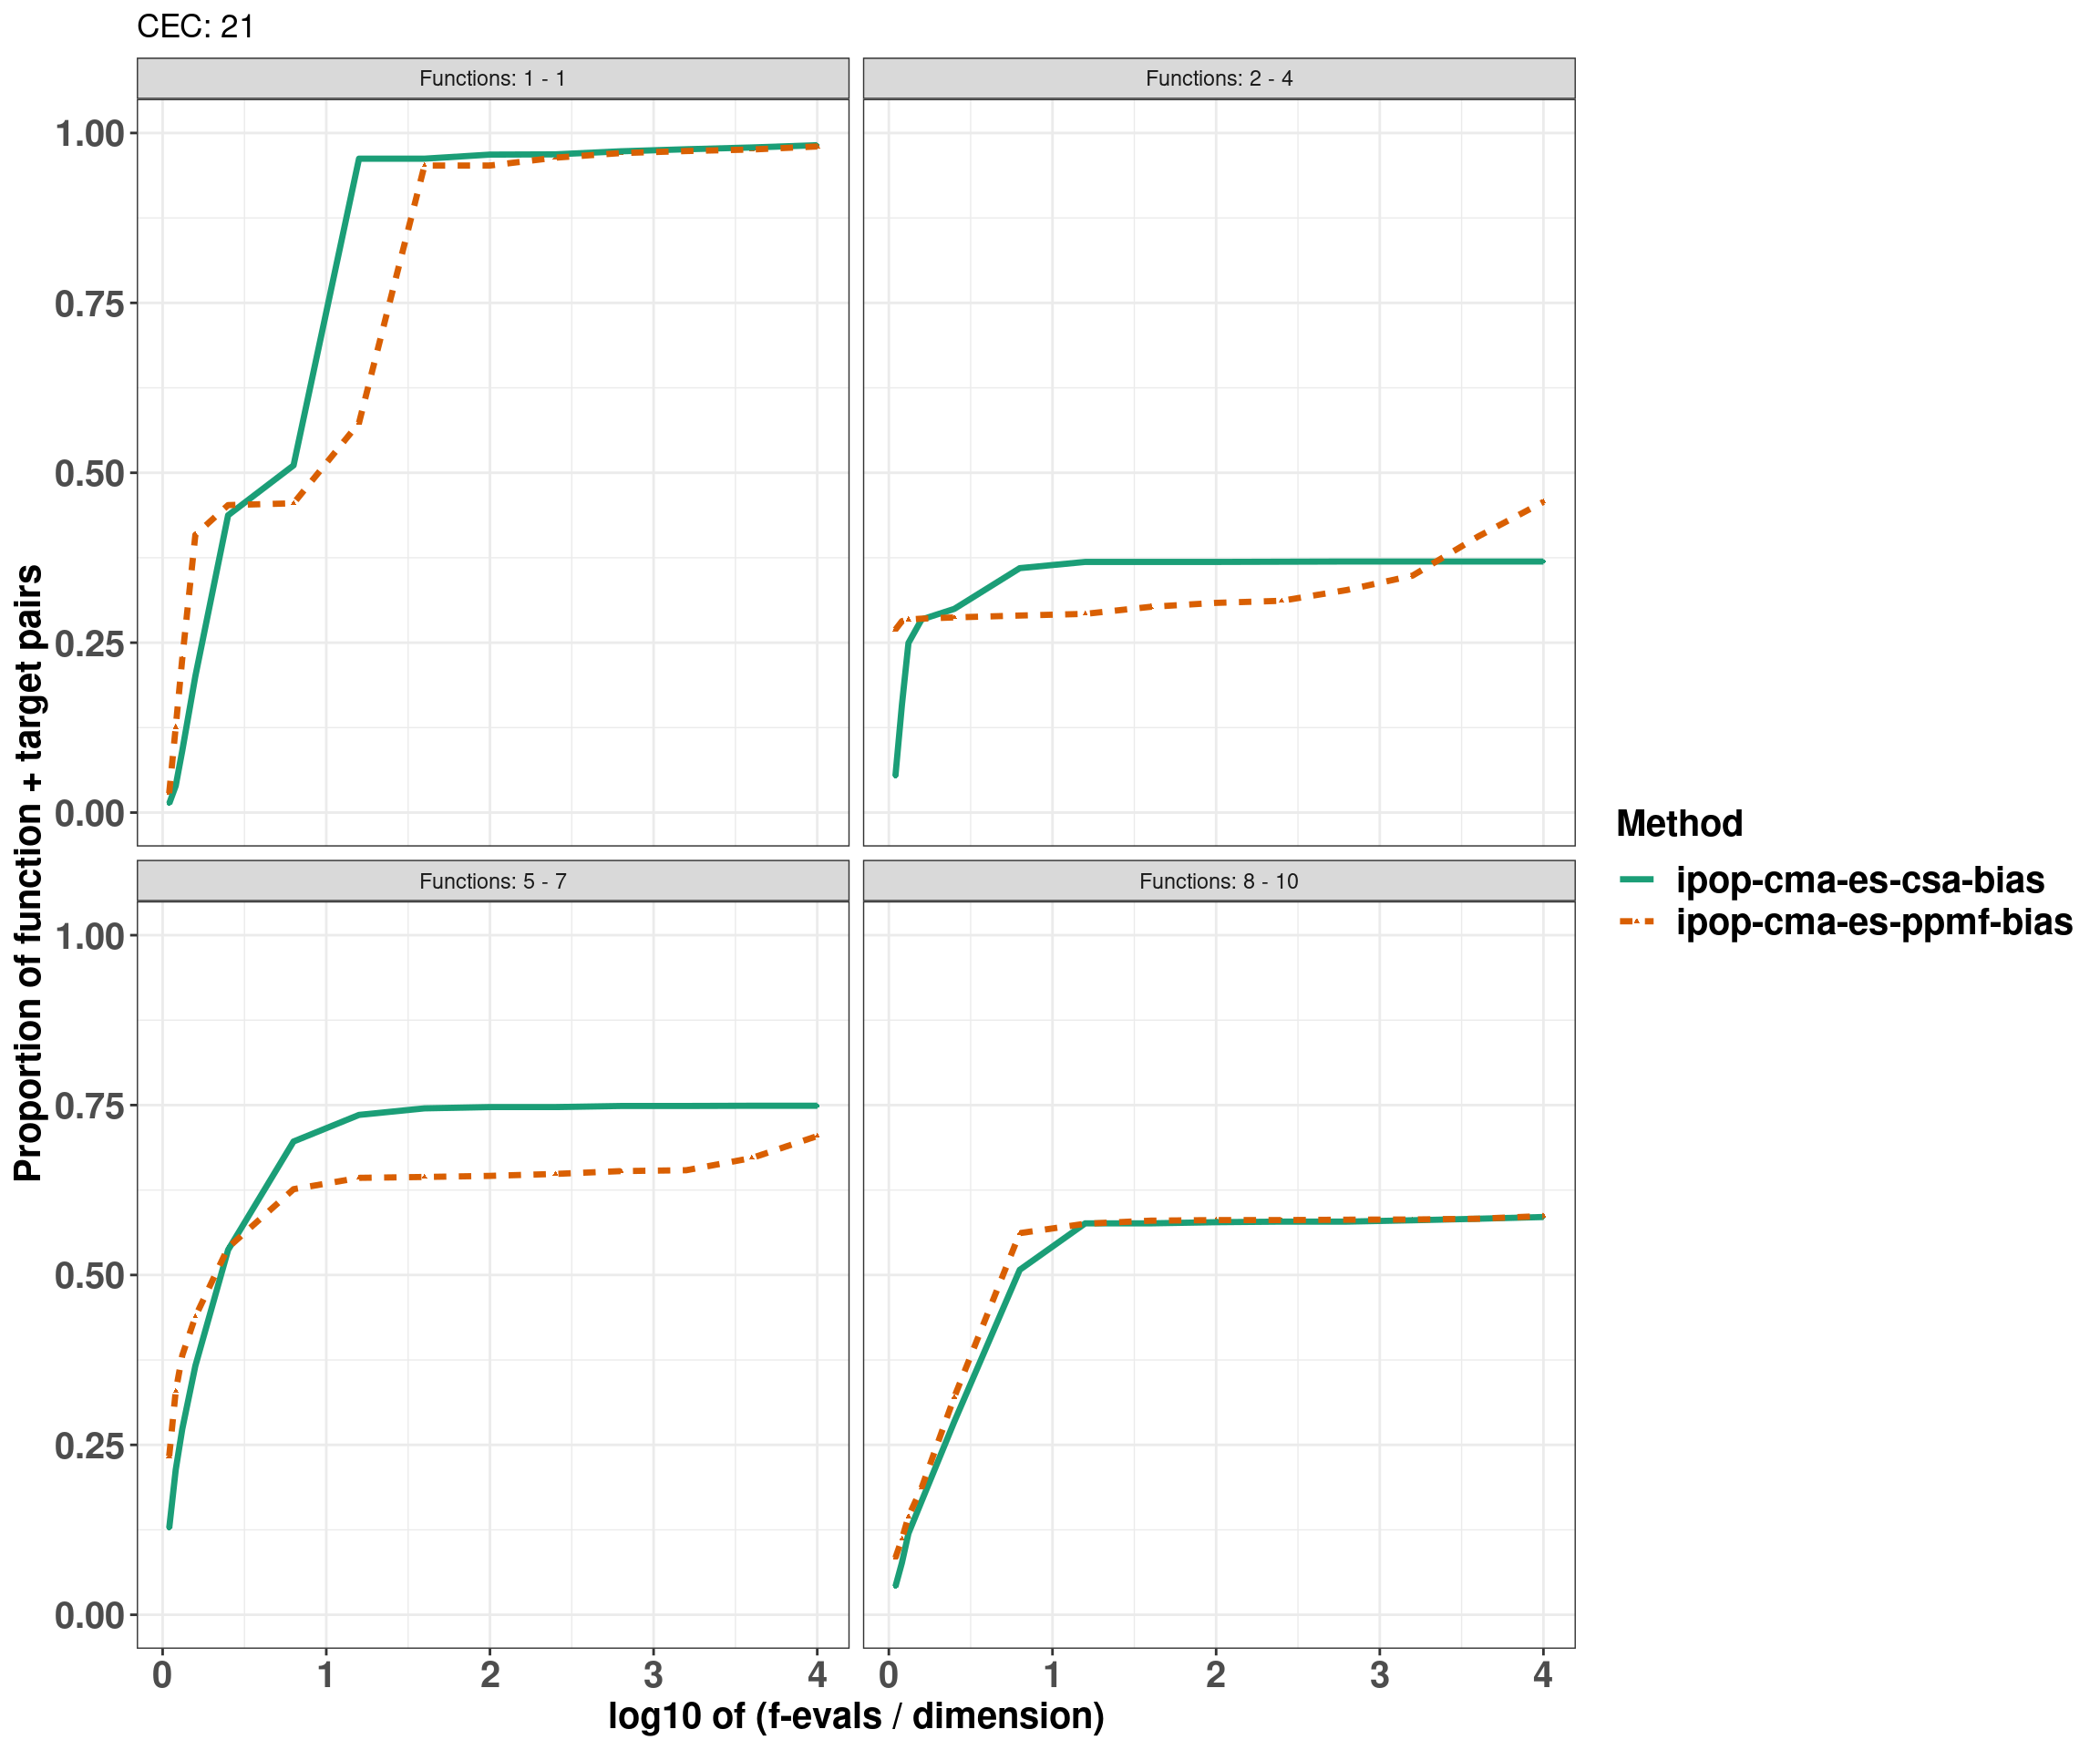 CEC: 21
Functions: 1 - 1
Functions: 2 - 4
1.00
0.75
0.50
0.25
0.00
Functions: 5 - 7
Functions: 8 - 10
1.00
0.75
0.50
0.25
0.00
0 1 2 3 4
0 1 2 3 4
log10 of (f-evals / dimension)
Proportion of function + target pairs
Method
ipop-cma-es-csa-bias
ipop-cma-es-ppmf-bias